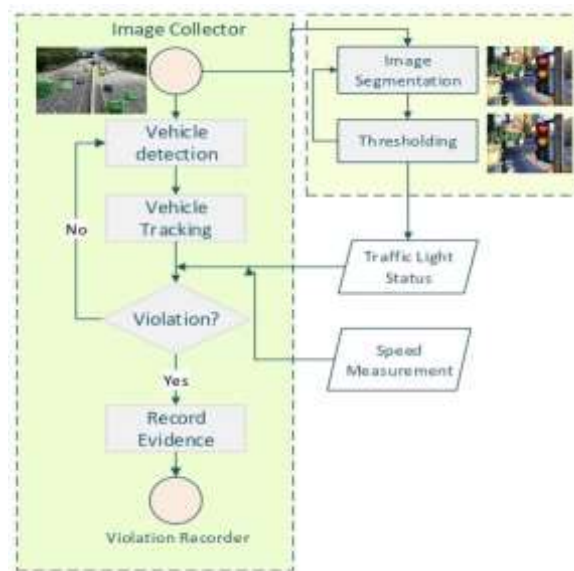 Image Collector
Image
Segmentation
Vehicle
detection
Thresholding
Vehicle
Tracking
No
Traffic Light
Status
Violation?
Speed
Measurement
Yes
Record
Evidence
Violation Recorder